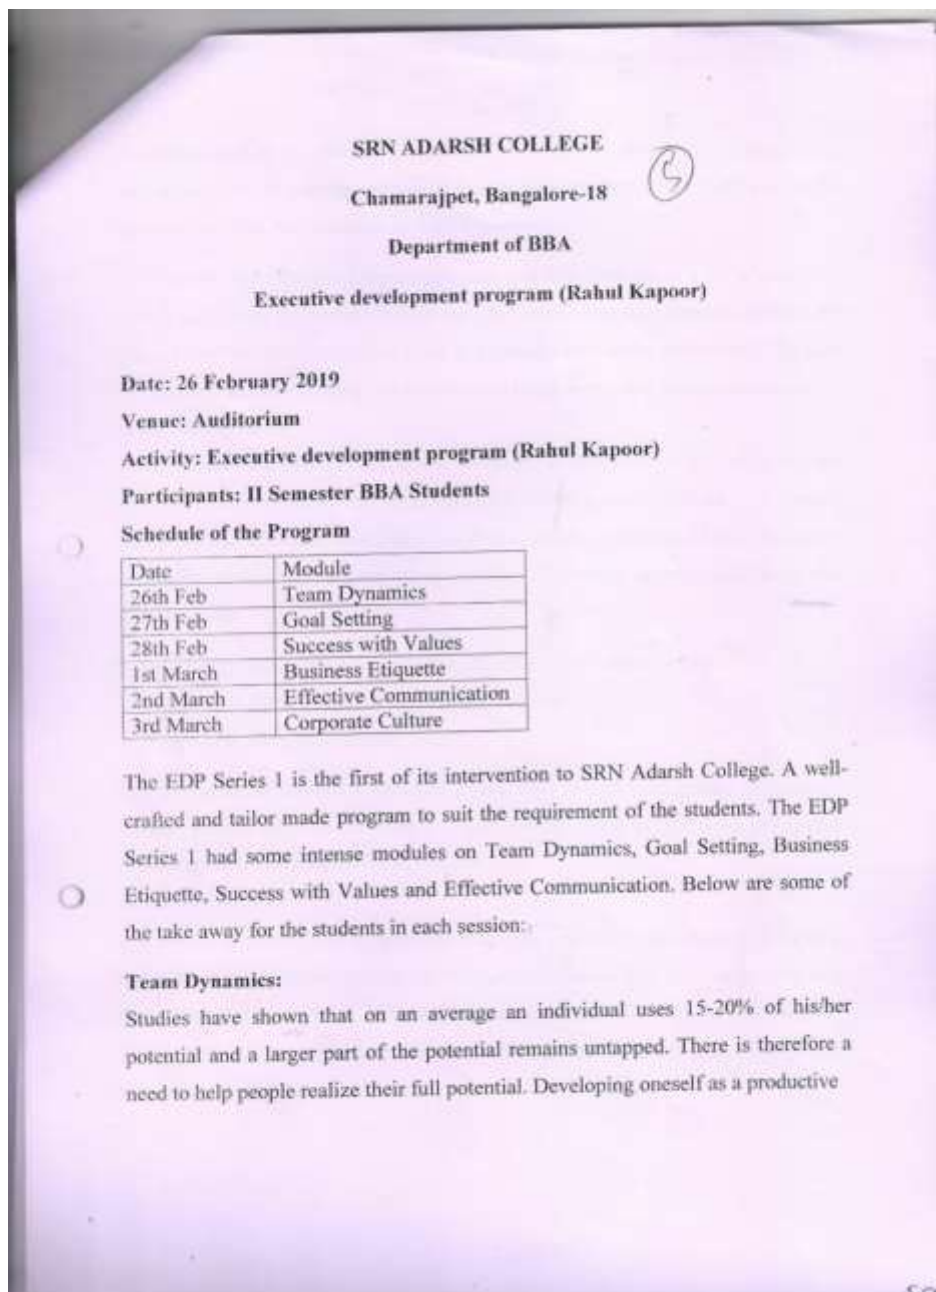 SRN ADARSH COLLEGE
Chamarajpet, Bangalore-18
Department of BBA
Executive development program (Rahul Kapoor)
Date: 26 February 2019
Venue: Auditorium
Activity: Executive development program (Rahul Kapoor)
Participants: II Semester BBA Students
Schedule of the Program
Date Module
26th Feb Team Dynamics
27th Feb Goal Setting
28th Feb Success with Values
1st March Business Etiquette
2nd March Effective Communication
3rd March Corporate Culture
The EDP Series 1 is the first of its intervention to SRN Adarsh College. A well-
crafted and tailor made program to suit the requirement of the students. The EDP
Series 1 had some intense modules on Team Dynamics, Goal Setting, Business
Etiquette, Success with Values and Effective Communication. Below are some of
the take away for the students in each session:
Team Dynamics:
Studies have shown that on an average an individual uses 15-20% of his/her
potential and a larger part of the potential remains untapped. There is therefore a
need to help people realize their full potential. Developing oneself as a productive